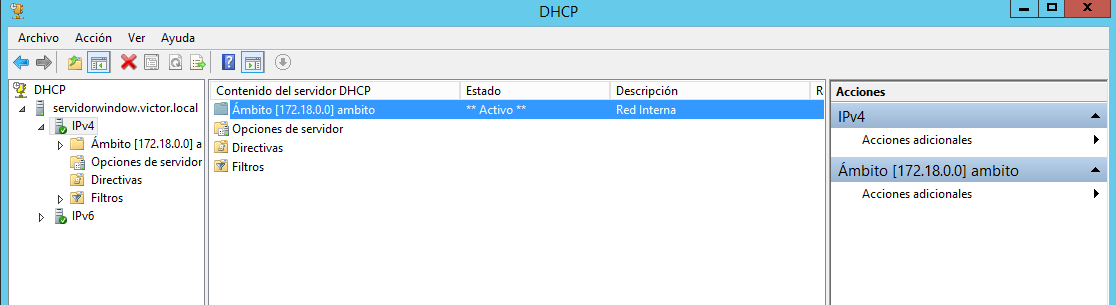 DHCP
Archivo Acción Ver Ayuda
DHCP
servidorwindow.victor.local
IPv4
Ámbito [172.18.0.0] a
Opciones de servidor
Directivas
Filtros
IPv6
Contenido del servidor DHCP Estado Descripción R
Ámbito [172.18.0.0] ambito ** Activo ** Red Interna
Opciones de servidor
Directivas
Filtros
Acciones
IPv4
Acciones adicionales
Ámbito [172.18.0.0] ambito
Acciones adicionales